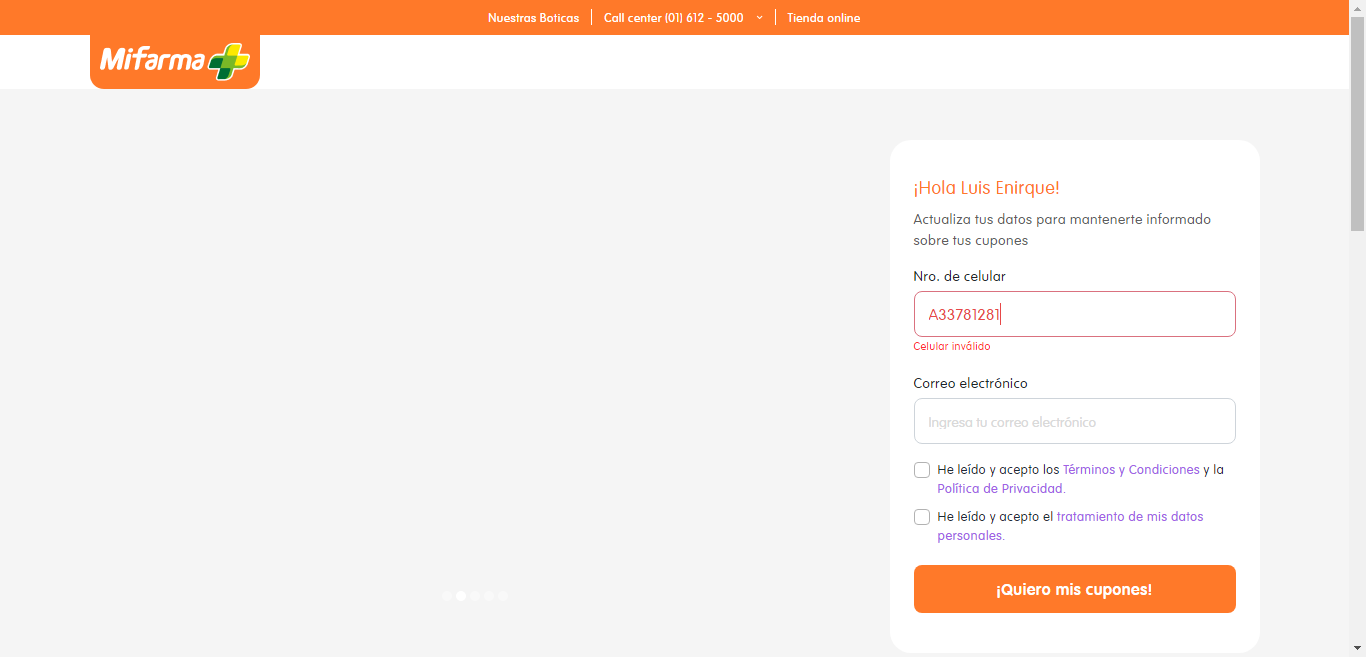 Nuestras Boticas Call center (01) 612 - 5000 Tienda online
Mifarma
¡Hola Luis Enirque!
Actualiza tus datos para mantenerte informado
sobre tus cupones
Nro. de celular
A33781281
Celular inválido
Correo electrónico
Ingresa tu correo electrónico
He leído y acepto los Términos y Condiciones y la
Política de Privacidad.
He leído y acepto el tratamiento de mis datos
personales.
¡Quiero mis cupones!